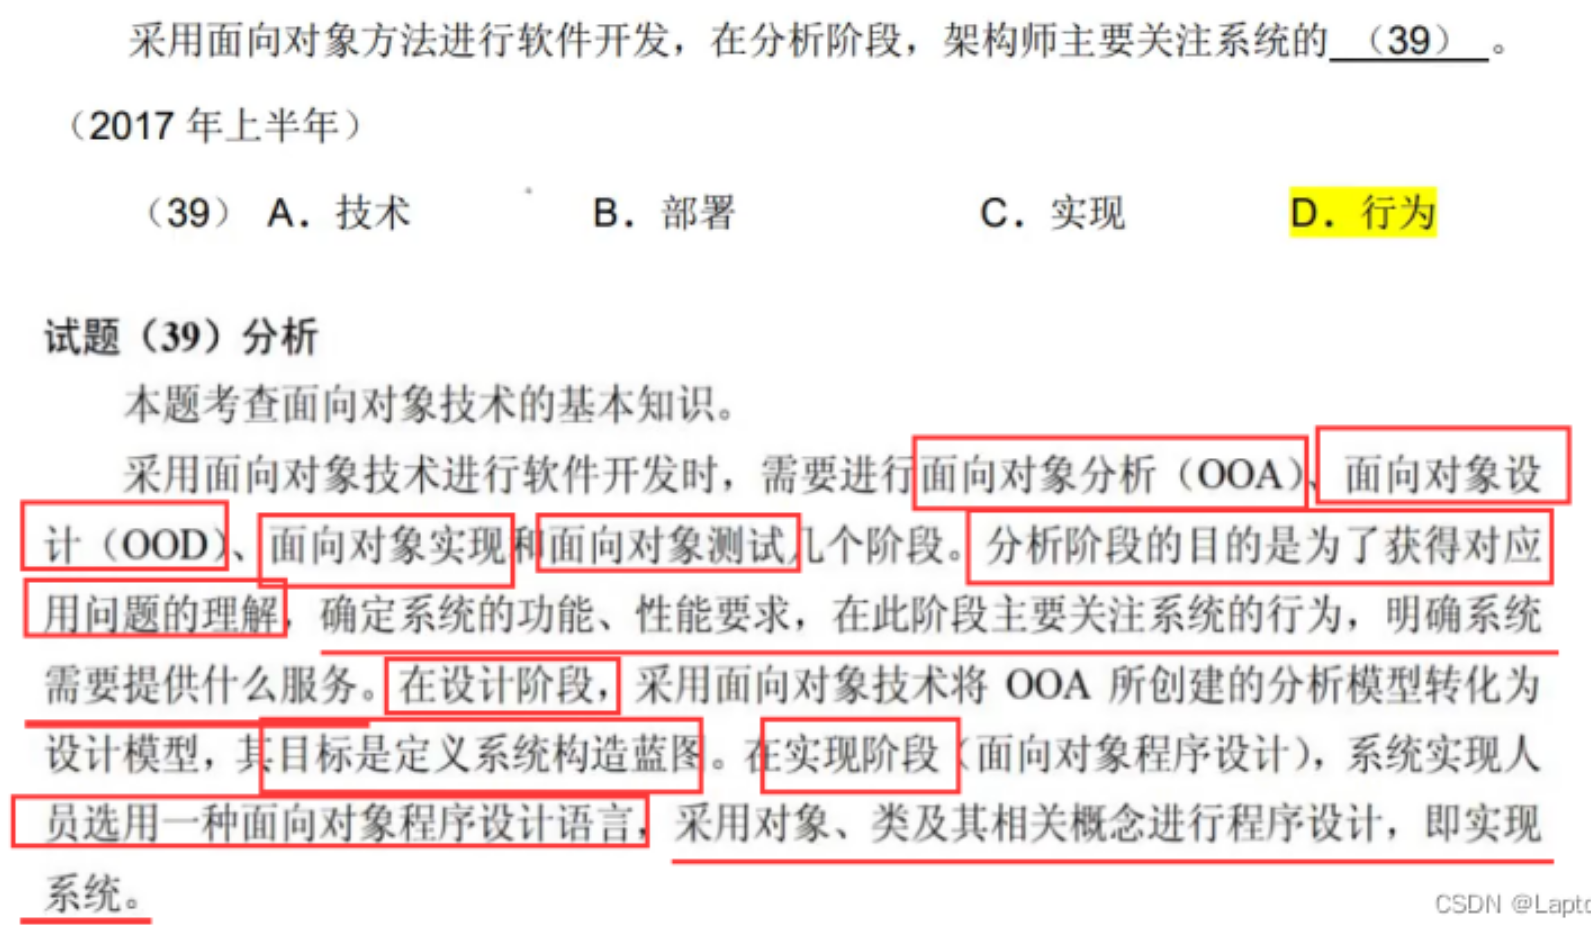 采用面向对象方法进行软件开发，在分析阶段，架构师主要关注系统的（39）。
（2017 年上半年）
（39） A．技术 B．部署 C．实现 D．行为
试题（39）分析
本题考查面向对象技术的基本知识。
采用面向对象技术进行软件开发时，需要进行面向对象分析（OOA）、面向对象设
计（OOD）、面向对象实现和面向对象测试几个阶段。分析阶段的目的是为了获得对应
用问题的理解，确定系统的功能、性能要求，在此阶段主要关注系统的行为，明确系统
需要提供什么服务。在设计阶段，采用面向对象技术将 OOA 所创建的分析模型转化为
设计模型，其目标是定义系统构造蓝图。在实现阶段（面向对象程序设计），系统实现人
员选用一种面向对象程序设计语言，采用对象、类及其相关概念进行程序设计，即实现
系统。
CSDN @Lapto